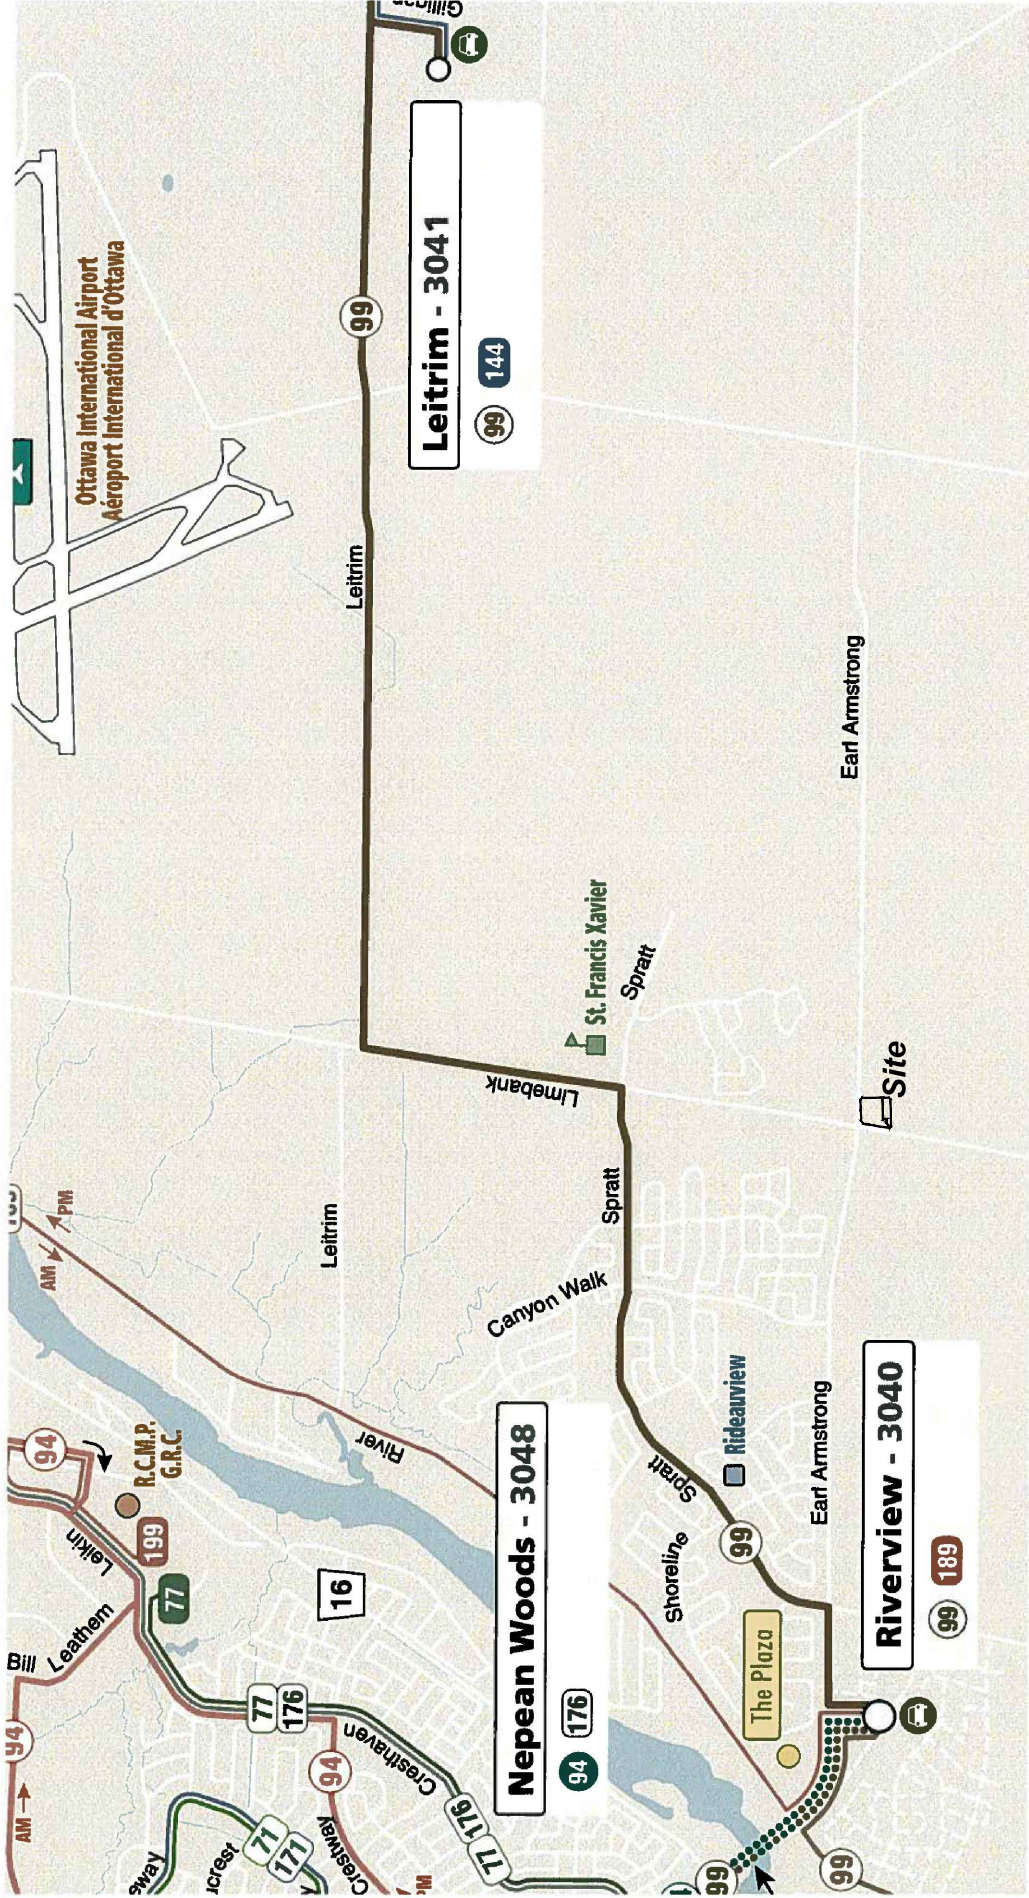 Gilligan
Ottawa International Airport
Aéroport International d'Ottawa
99
Leitrim - 3041
99 144
Leitrim
Earl Armstrong
St. Francis Xavier
Spratt
Limebank
Site
AM
PM
Leitrim
Spratt
Canyon Walk
River
94
R.C.M.P.
G.R.C.
Leikin
199
77
16
Bill Leathem
Nepean Woods - 3048
94 176
Rideauview
Spratt
Shoreline
99
Earl Armstrong
Riverview - 3040
99 189
The Plaza
94
AM
77
176
94
Cresthaven
Crestway
71
171
77 176
PM
99
99